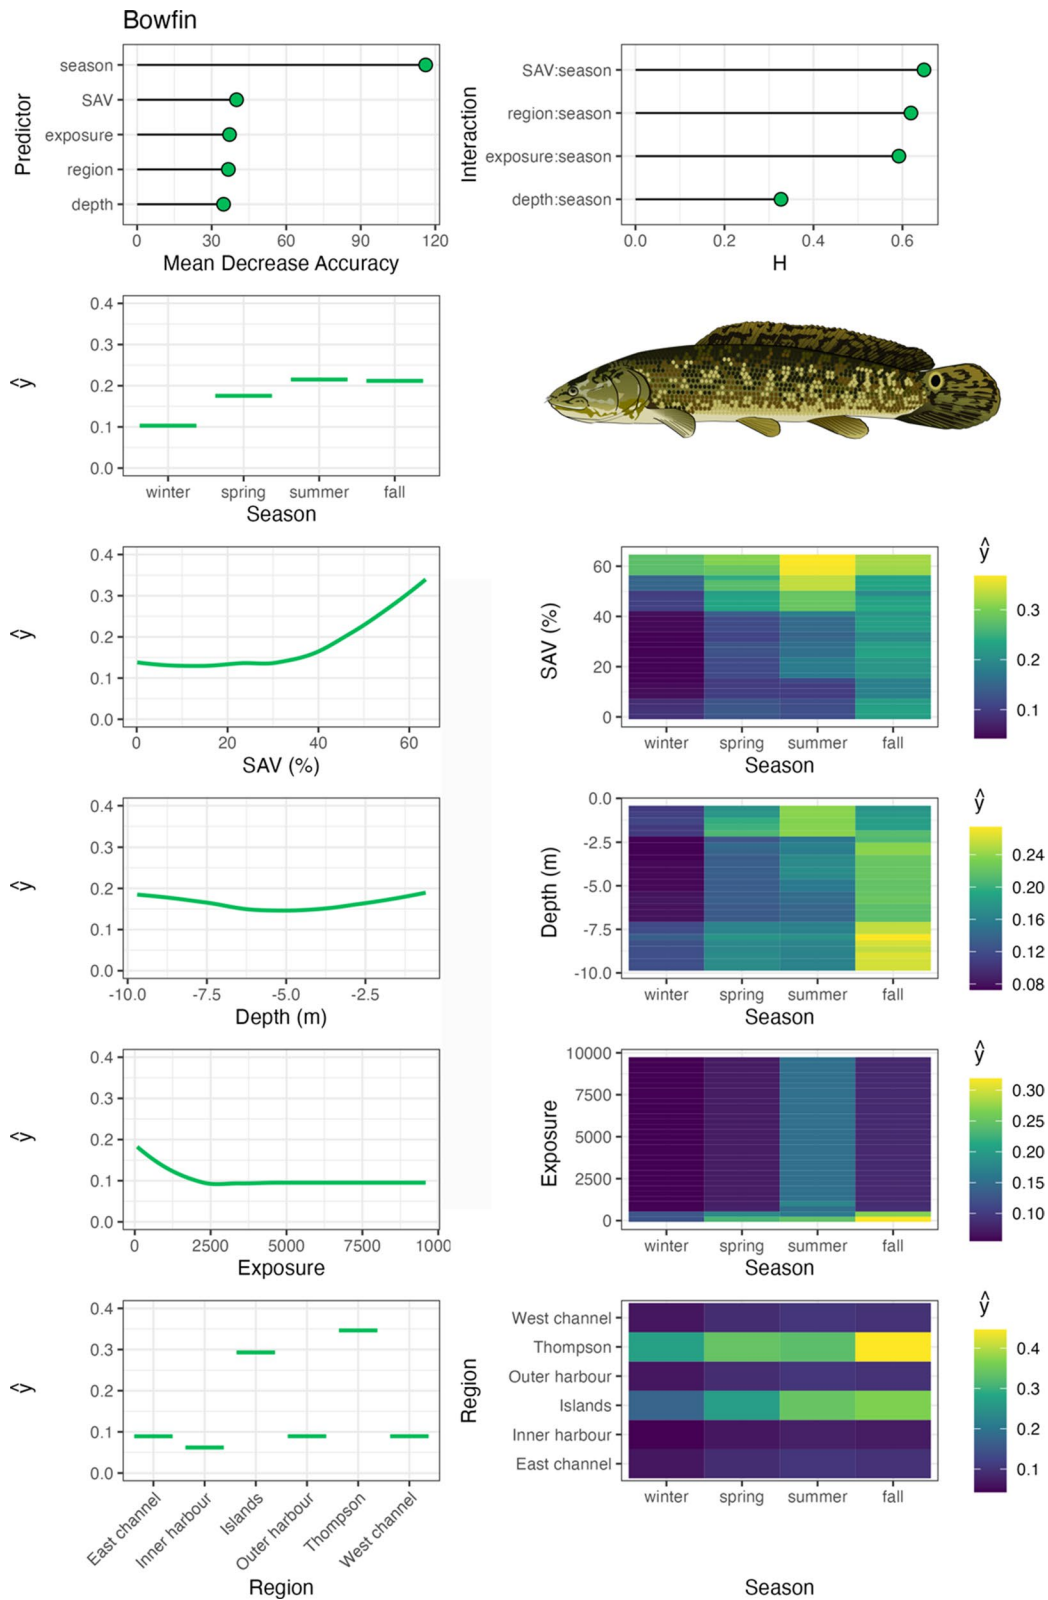 Bowfin
Predictor
season
SAV
exposure
region
depth
0 30 60 90 120
Mean Decrease Accuracy
Interaction
SAV:season
region:season
exposure:season
depth:season
0.0 0.2 0.4 0.6
H
ŷ
0.4
0.3
0.2
0.1
0.0
winter spring summer fall
Season
ŷ
0.4
0.3
0.2
0.1
0.0
0 20 40 60
SAV (%)
SAV (%)
60
40
20
0
winter spring summer fall
Season
ŷ
0.3
0.2
0.1
ŷ
0.4
0.3
0.2
0.1
0.0
-10.0 -7.5 -5.0 -2.5
Depth (m)
Depth (m)
0.0
-2.5
-5.0
-7.5
-10.0
winter spring summer fall
Season
ŷ
0.24
0.20
0.16
0.12
0.08
ŷ
0.4
0.3
0.2
0.1
0.0
0 2500 5000 7500 1000
Exposure
Exposure
10000
7500
5000
2500
0
winter spring summer fall
Season
ŷ
0.30
0.25
0.20
0.15
0.10
ŷ
0.4
0.3
0.2
0.1
0.0
East channel
Inner harbour
Islands
Outer harbour
Thompson
West channel
Region
Region
West channel
Thompson
Outer harbour
Islands
Inner harbour
East channel
winter spring summer fall
Season
ŷ
0.4
0.3
0.2
0.1